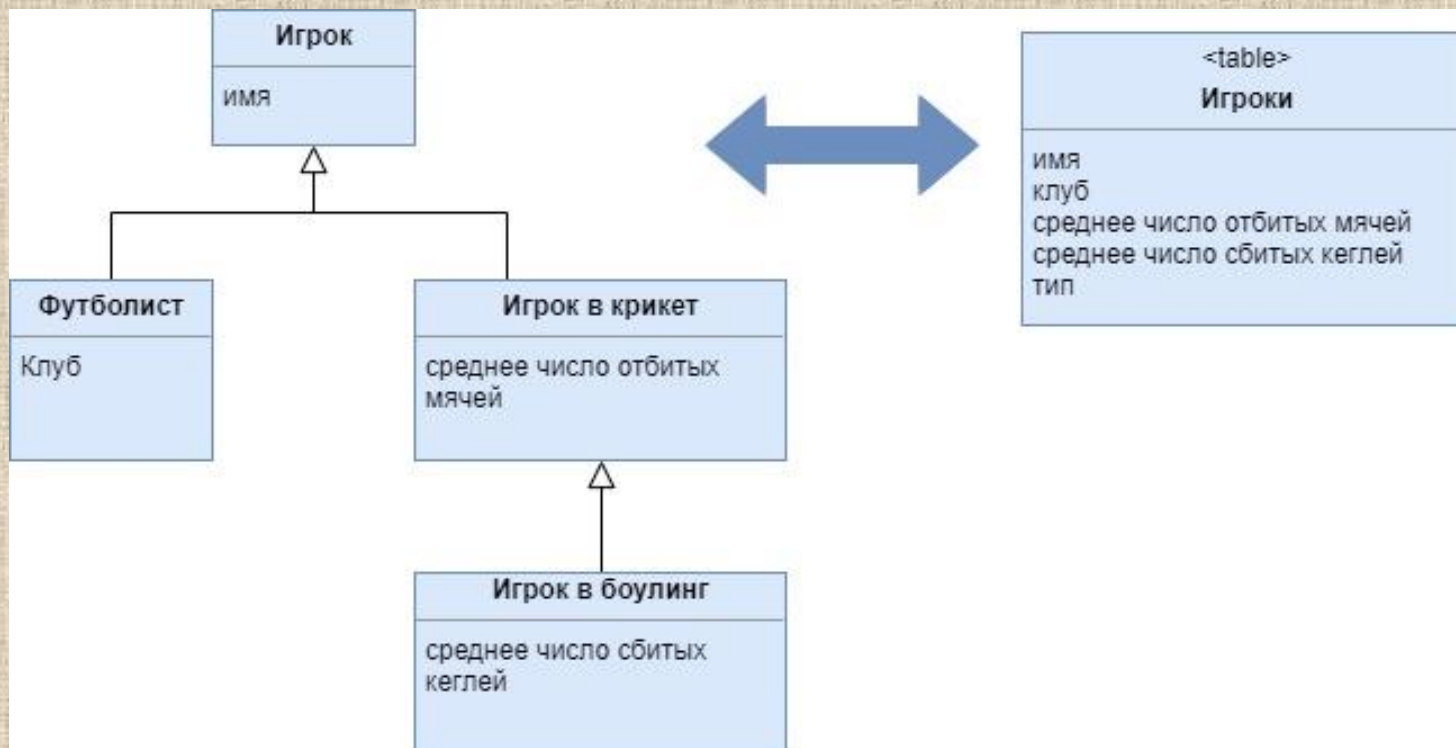 Игрок
имя
Футболист
Клуб
Игрок в крикет
среднее число отбитых
мячей
Игрок в боулинг
среднее число сбитых
кеглей
<table>
Игроки
имя
клуб
среднее число отбитых мячей
среднее число сбитых кеглей
тип